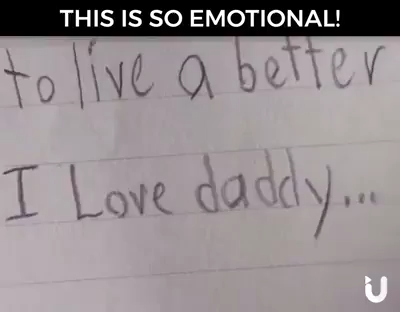 THIS IS SO EMOTIONAL!
to live a better
I Love daddy...
U